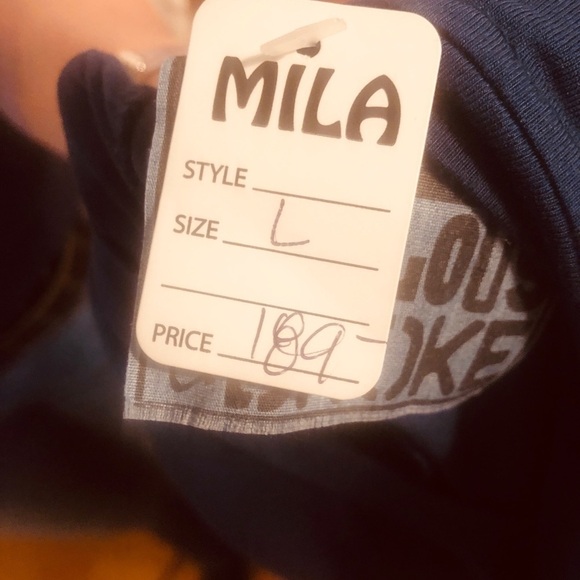 MILA
STYLE
SIZE L
PRICE 189-